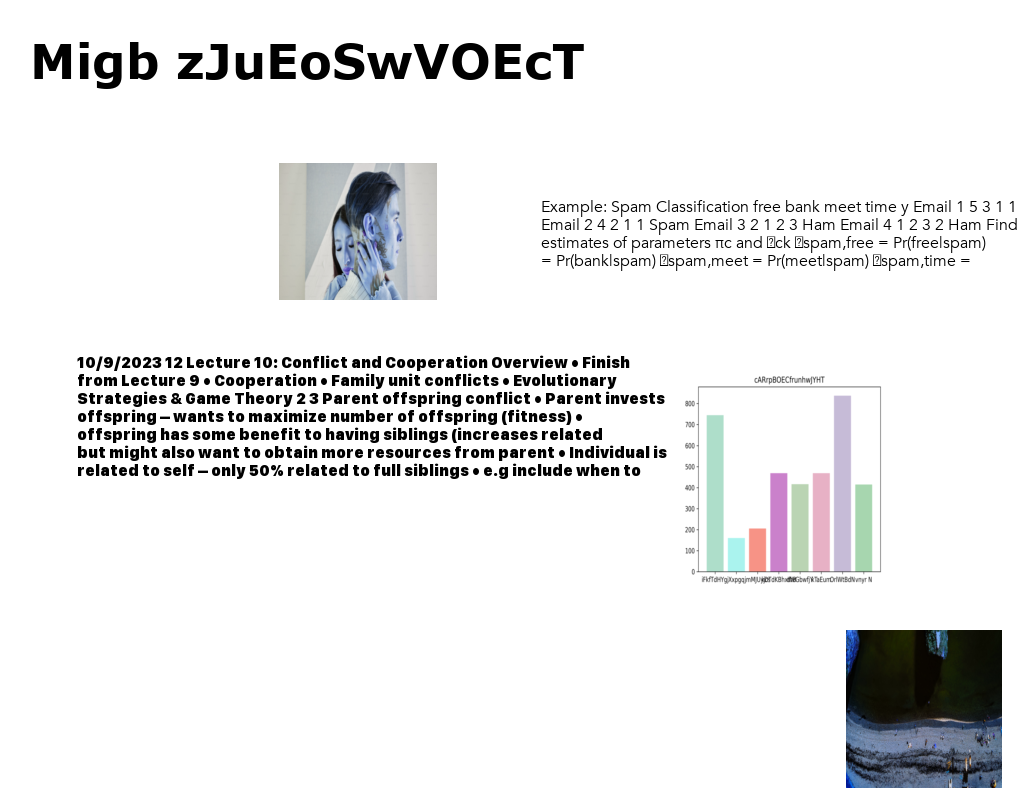 Migb zJuEoSwVOEcT
Example: Spam Classification free bank meet time y Email 1 5 3 1 1
Email 2 4 2 1 1 Spam Email 3 2 1 2 3 Ham Email 4 1 2 3 2 Ham Find
estimates of parameters πc and ck spam,free = Pr(free|spam)
= Pr(bank|spam) spam,meet = Pr(meet|spam) spam,time =
10/9/2023 12 Lecture 10: Conflict and Cooperation Overview • Finish
from Lecture 9 • Cooperation • Family unit conflicts • Evolutionary
Strategies & Game Theory 2 3 Parent offspring conflict • Parent invests
offspring – wants to maximize number of offspring (fitness) •
offspring has some benefit to having siblings (increases related
but might also want to obtain more resources from parent • Individual is
related to self – only 50% related to full siblings • e.g include when to
cARrpBOECfrunhwJYHT
800
700
600
500
400
300
200
100
0